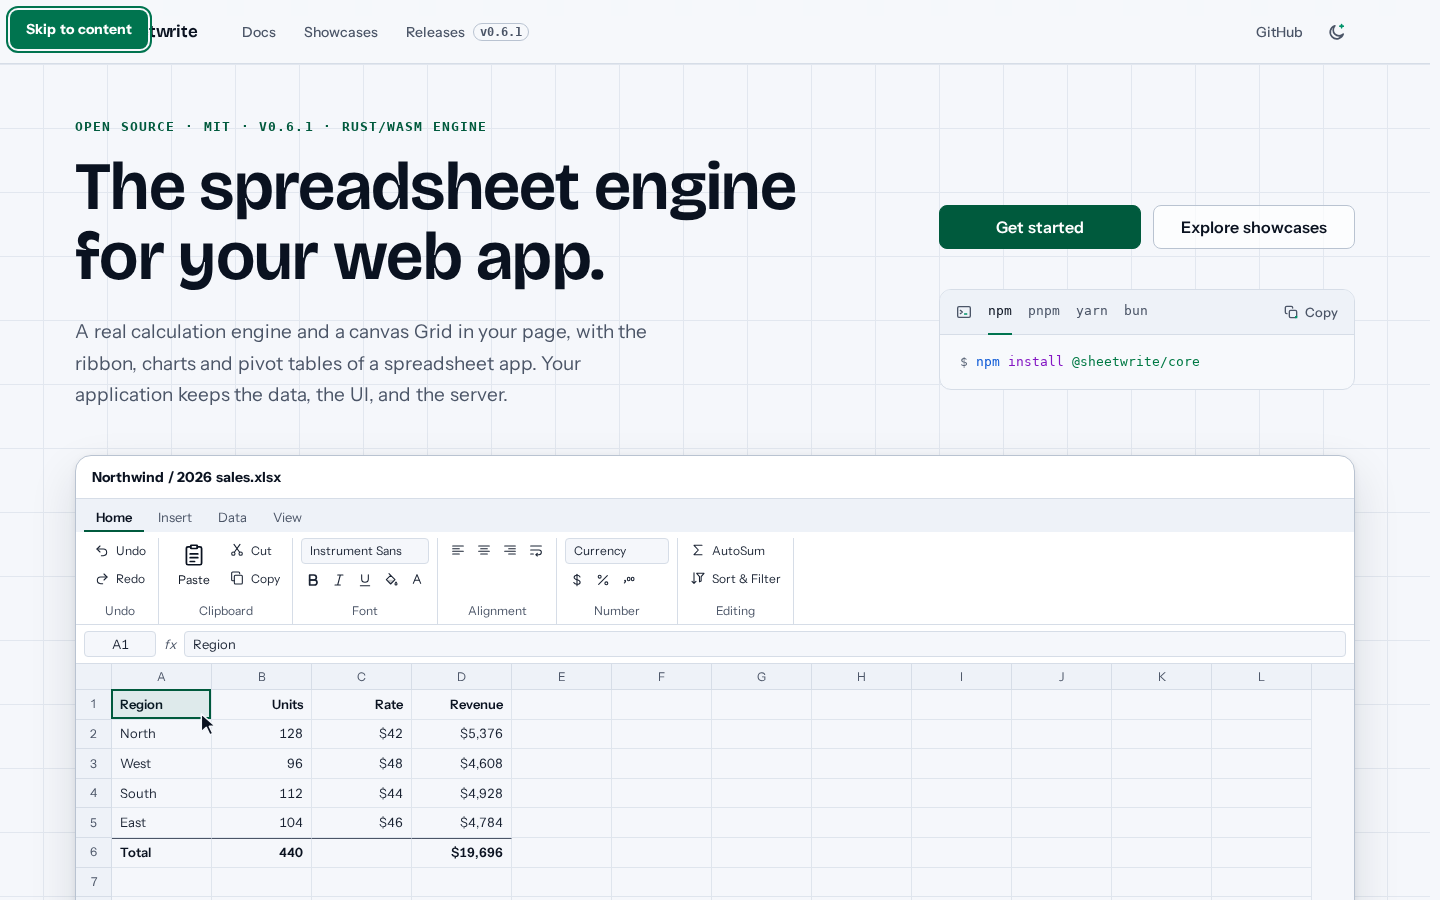 Skip to content
twrite
Docs
Showcases
Releases
v0.6.1
GitHub
OPEN SOURCE · MIT · V0.6.1 · RUST/WASM ENGINE
The spreadsheet engine
for your web app.
A real calculation engine and a canvas Grid in your page, with the
ribbon, charts and pivot tables of a spreadsheet app. Your
application keeps the data, the UI, and the server.
Get started
Explore showcases
npm pnpm yarn bun
Copy
$ npm install @sheetwrite/core
Northwind / 2026 sales.xlsx
Home Insert Data View
Undo
Redo
Undo
Paste
Cut
Copy
Clipboard
Instrument Sans
B I U A
Font
Alignment
Currency
$ % ,00
Number
Σ AutoSum
Sort & Filter
Editing
A1 fx Region
A B C D E F G H I J K L
1 Region Units Rate Revenue
2 North 128 $42 $5,376
3 West 96 $48 $4,608
4 South 112 $44 $4,928
5 East 104 $46 $4,784
6 Total 440 $19,696
7